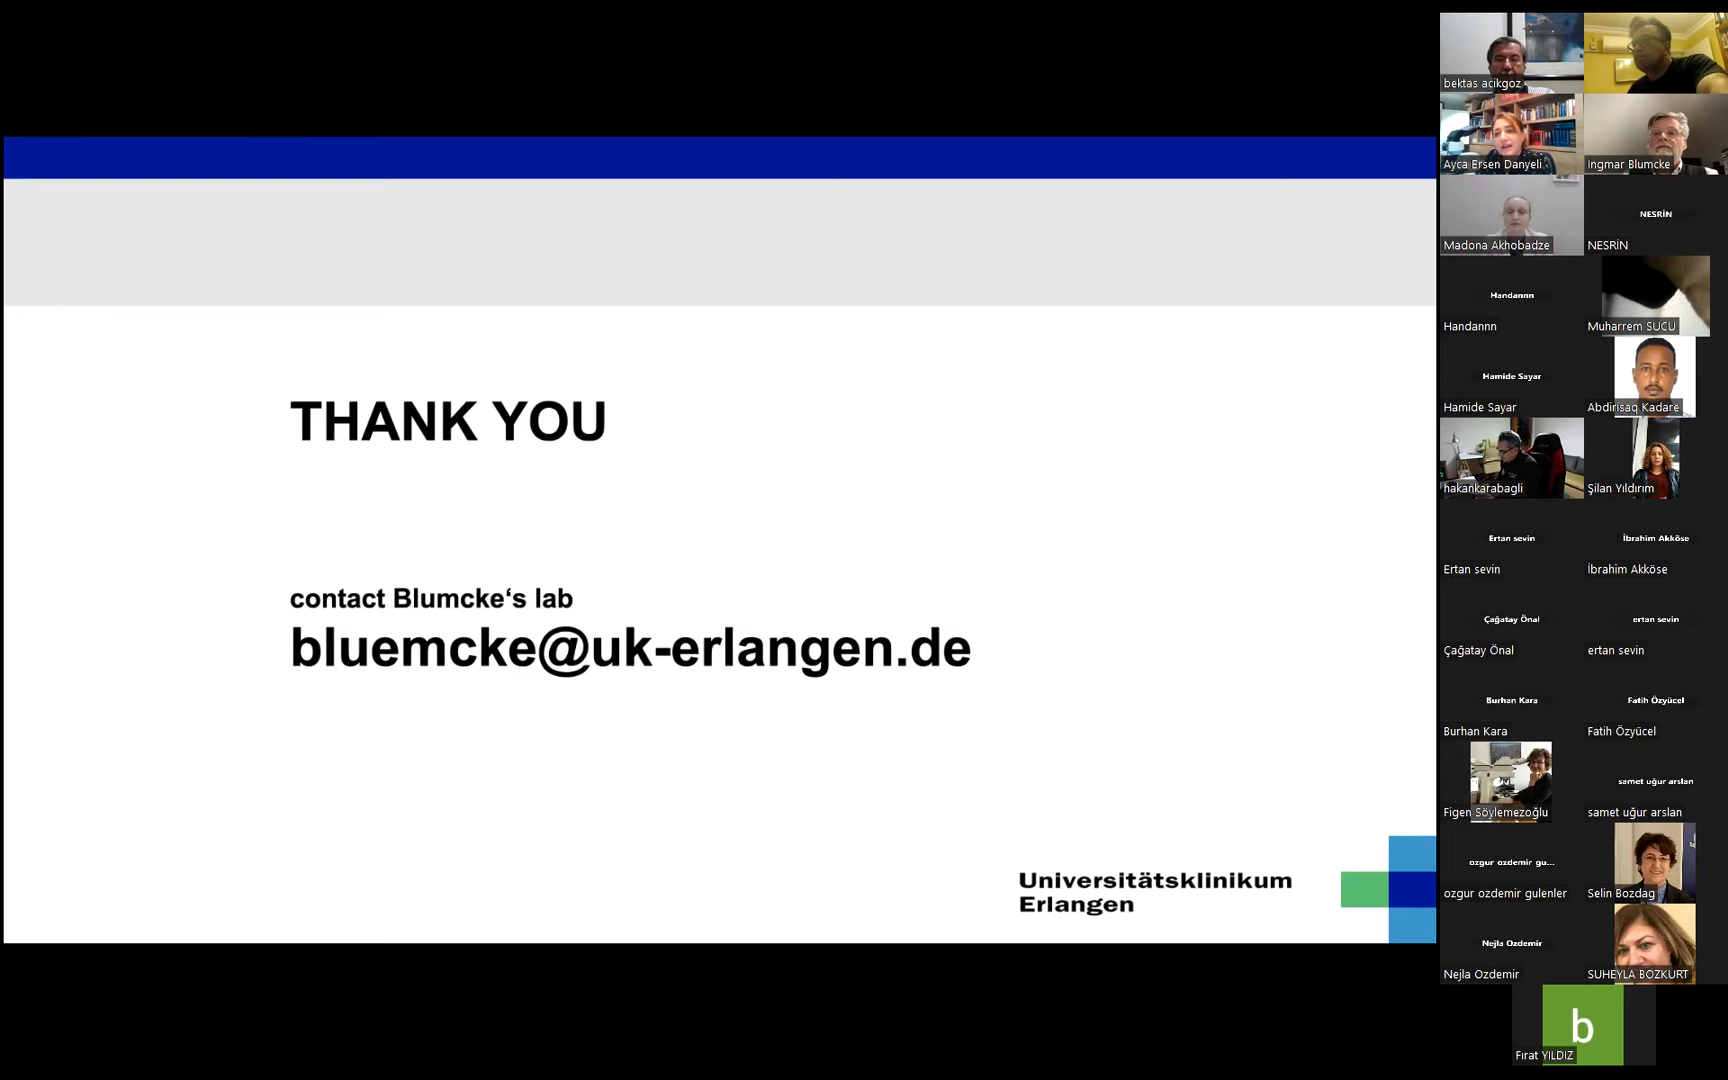 THANK YOU
contact Blumcke‘s lab
bluemcke@uk-erlangen.de
Universitätsklinikum
Erlangen
bektas acikgoz
Ayca Ersen Danyeli
Ingmar Blumcke
Madona Akhobadze
NESRİN
NESRİN
Handannn
Handannn
Muharrem SUCU
Hamide Sayar
Hamide Sayar
Abdirisaq Kadare
hakankarabagli
Şilan Yıldırım
Ertan sevin
Ertan sevin
İbrahim Akköse
İbrahim Akköse
Çağatay Önal
Çağatay Önal
ertan sevin
ertan sevin
Burhan Kara
Burhan Kara
Fatih Özyücel
Fatih Özyücel
Figen Söylemezoğlu
samet uğur arslan
samet uğur arslan
ozgur ozdemir gu...
ozgur ozdemir gulenler
Selin Bozdag
Nejla Ozdemir
Nejla Ozdemir
SUHEYLA BOZKURT
b
Fırat YILDIZ